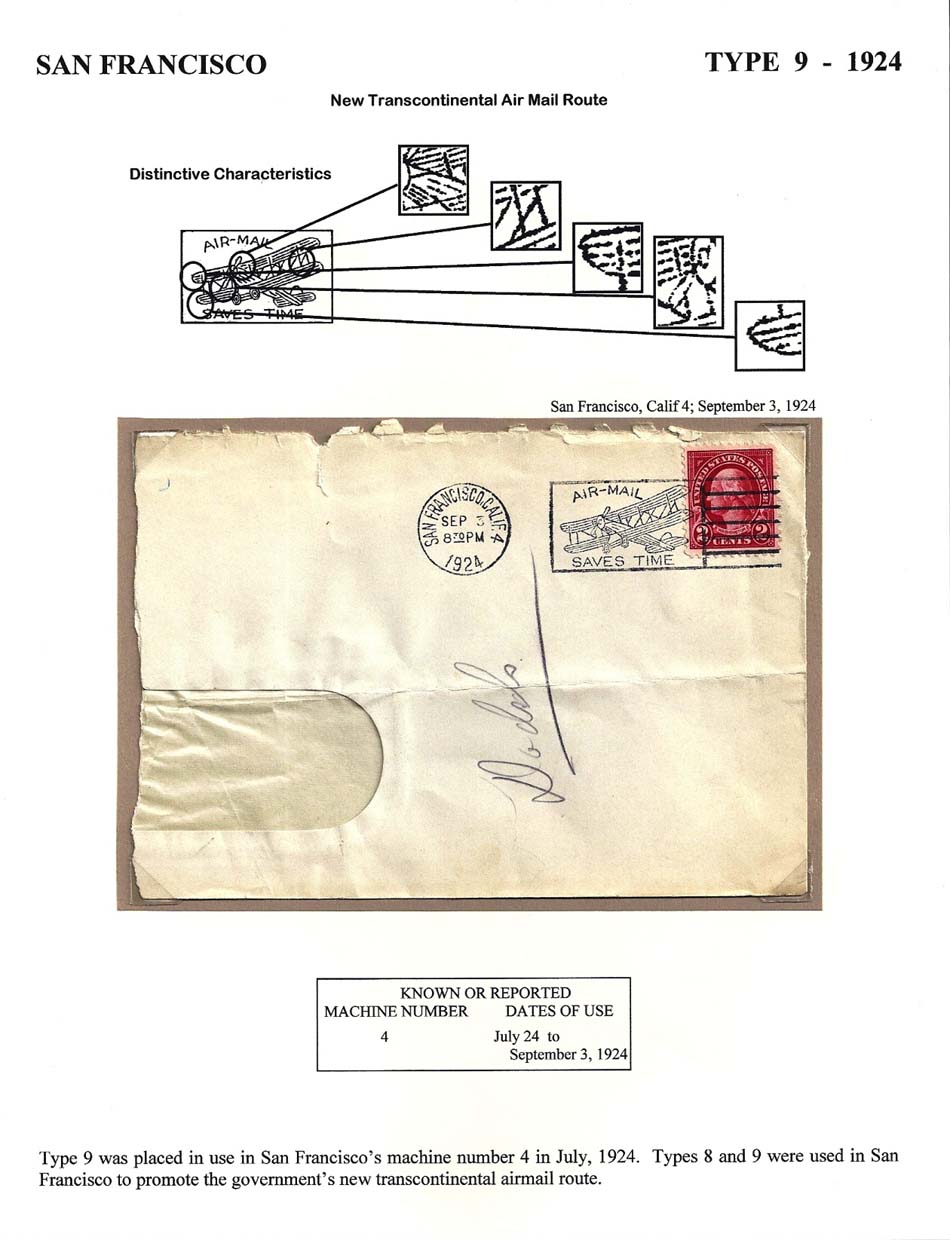 SAN FRANCISCO
TYPE 9 - 1924
New Transcontinental Air Mail Route
Distinctive Characteristics
AIR-MAIL
SAVES TIME
San Francisco, Calif 4; September 3, 1924
SAN FRANCISCO, CALIF. 4
SEP 3
8 30 PM
1924
AIR-MAIL
SAVES TIME
UNITED STATES POSTAGE
2 CENTS 2
Dodds
KNOWN OR REPORTED
MACHINE NUMBER DATES OF USE
4 July 24 to
September 3, 1924
Type 9 was placed in use in San Francisco's machine number 4 in July, 1924. Types 8 and 9 were used in San
Francisco to promote the government's new transcontinental airmail route.